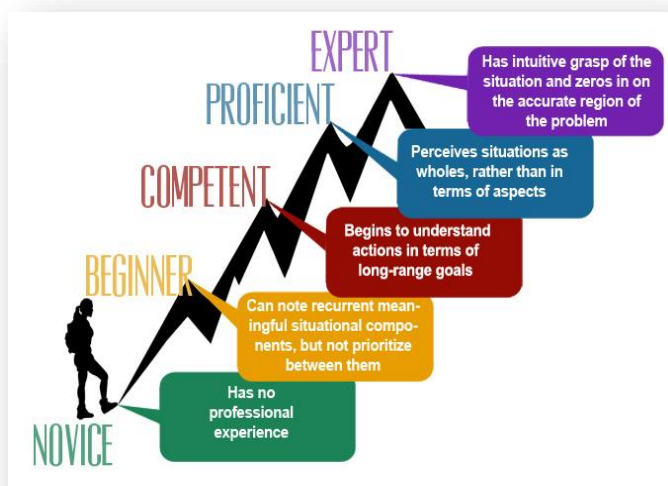 EXPERT
Has intuitive grasp of the
situation and zeros in on
the accurate region of
the problem
PROFICIENT
Perceives situations as
wholes, rather than in
terms of aspects
COMPETENT
Begins to understand
actions in terms of
long-range goals
BEGINNER
Can note recurrent mean-
ingful situational compo-
nents, but not prioritize
between them
NOVICE
Has no
professional
experience